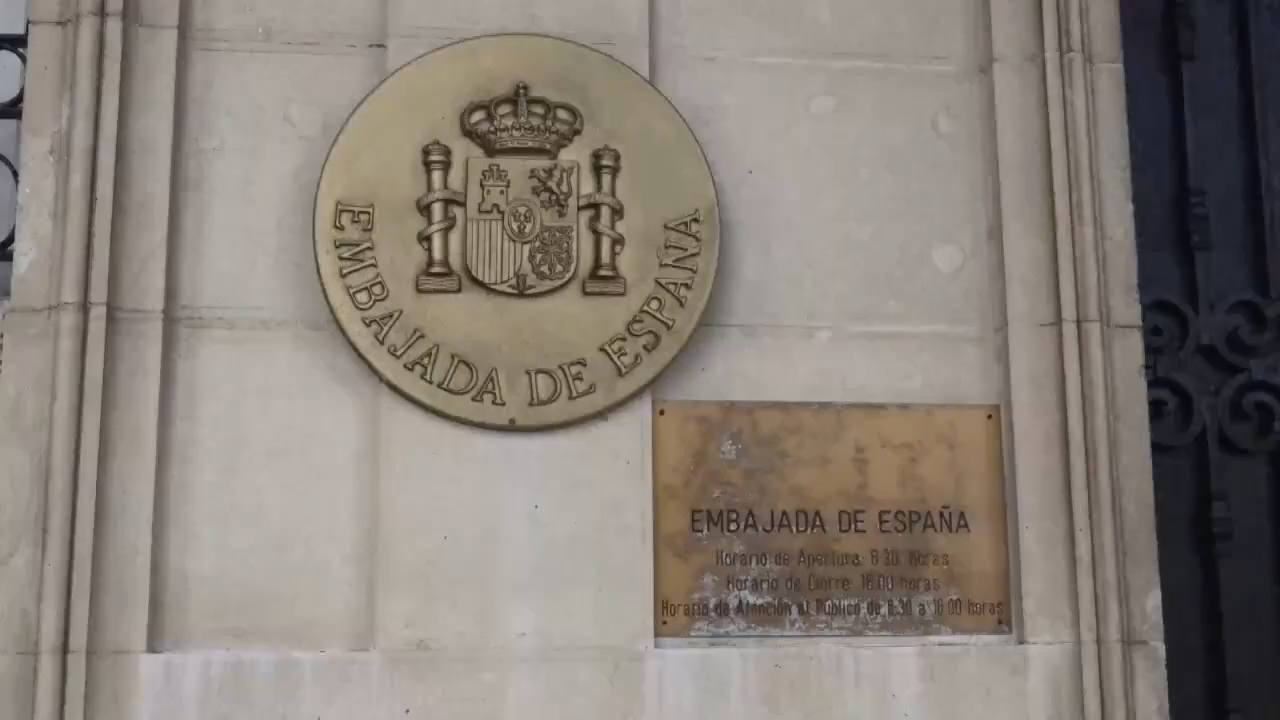 EMBAJADA DE ESPAÑA
EMBAJADA DE ESPAÑA
Horario de Apertura: 8:30 horas
Horario de Cierre: 16:00 horas
Horario de Atención al Público de 8:30 a 16:00 horas